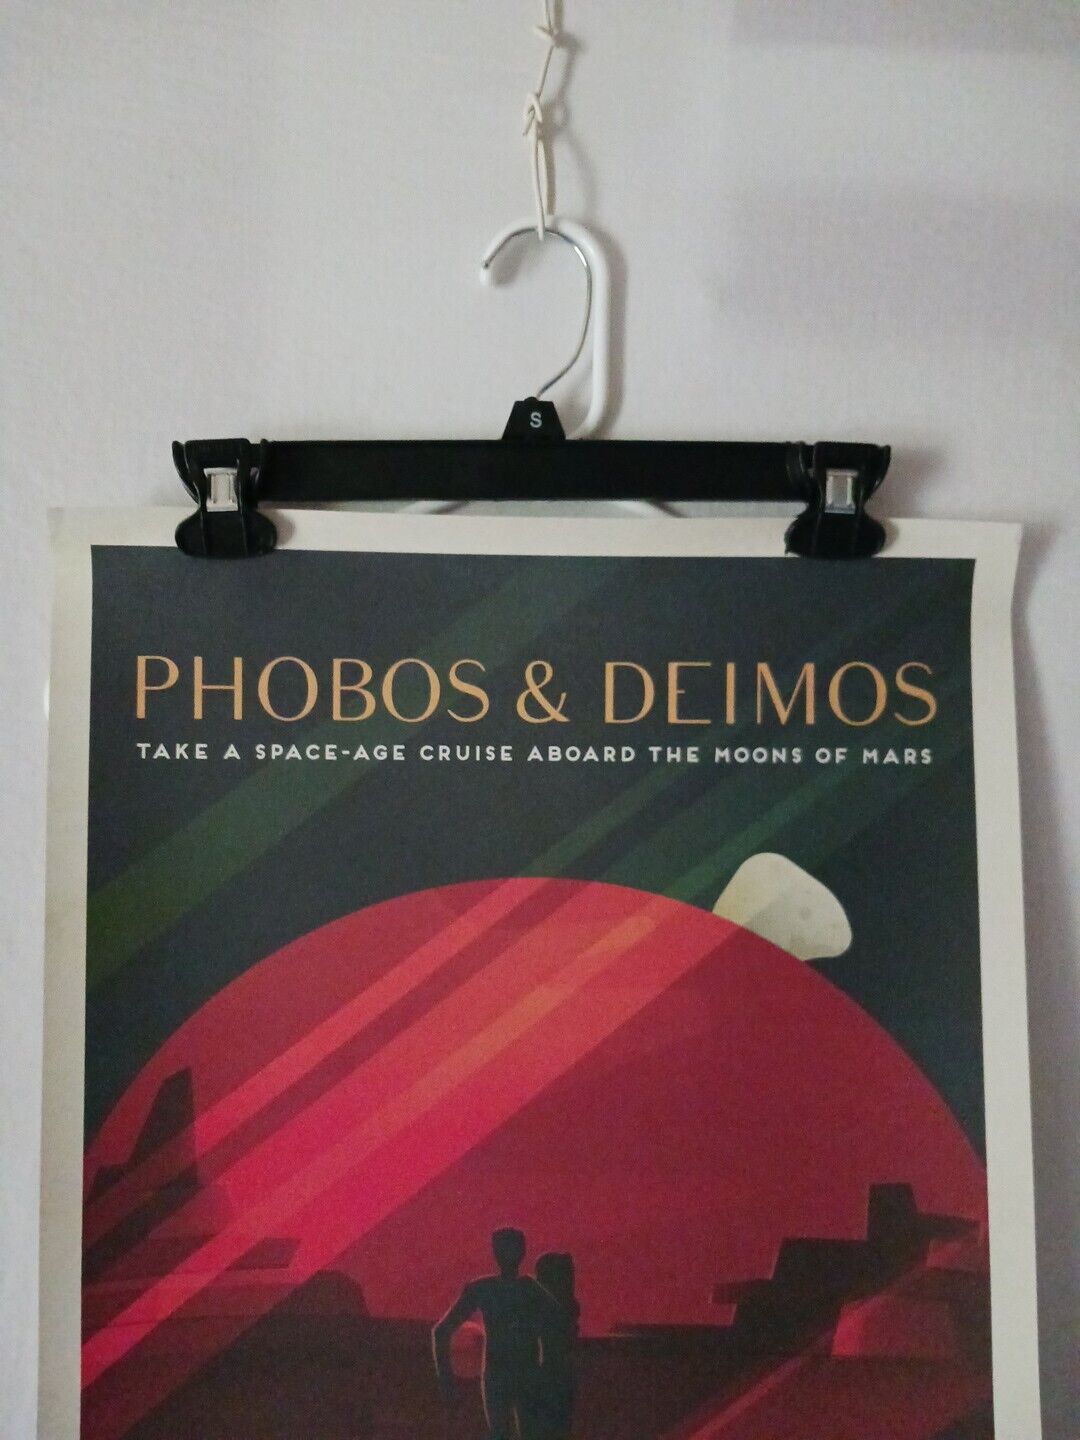 S
PHOBOS & DEIMOS
TAKE A SPACE-AGE CRUISE ABOARD THE MOONS OF MARS